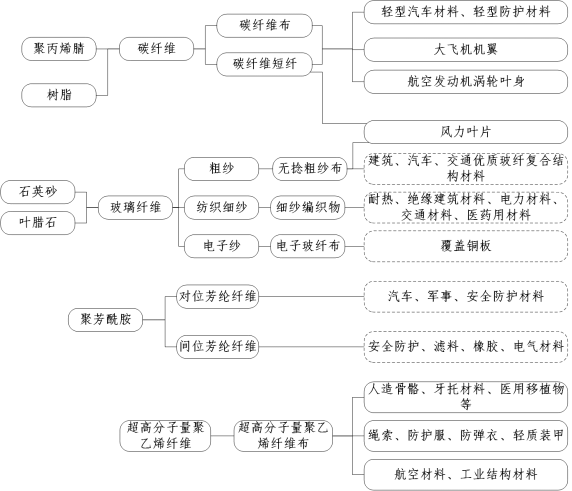 轻型汽车材料、轻型防护材料
碳纤维布
聚丙烯腈
碳纤维
大飞机机翼
碳纤维短纤
树脂
航空发动机涡轮叶身
风力叶片
粗纱
无捻粗纱布
建筑、汽车、交通优质玻纤复合结
构材料
石英砂
玻璃纤维
纺织细纱
细纱编织物
耐热、绝缘建筑材料、电力材料、
交通材料、医药用材料
叶腊石
电子纱
电子玻纤布
覆盖铜板
对位芳纶纤维
汽车、军事、安全防护材料
聚芳酰胺
间位芳纶纤维
安全防护、滤料、橡胶、电气材料
人造骨骼、牙托材料、医用移植物
等
超高分子量聚
乙烯纤维
超高分子量聚乙
烯纤维布
绳索、防护服、防弹衣、轻质装甲
航空材料、工业结构材料